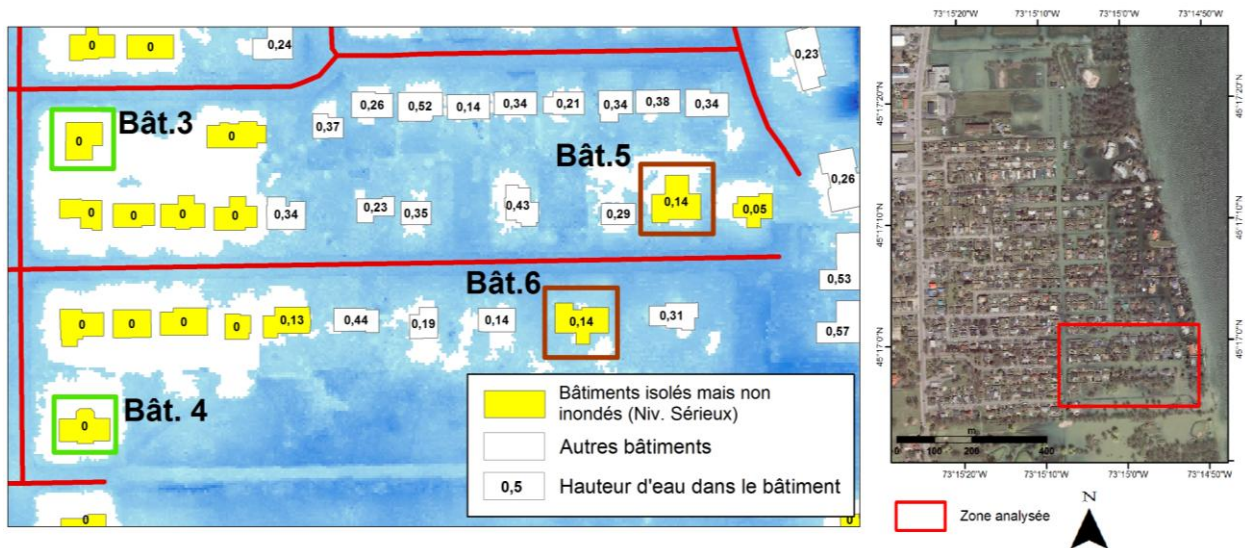 0
0
0,24
0,23
Bât.3
0
0
0,37
0,26
0,52
0,14
0,34
0,21
0,34
0,38
0,34
Bât.5
0
0
0
0
0,34
0,23
0,35
0,43
0,29
0,14
0,05
0,26
0,53
Bât.6
0
0
0
0
0,13
0,44
0,19
0,14
0,14
0,31
0,57
Bât. 4
0
0
0
Bâtiments isolés mais non
inondés (Niv. Sérieux)
Autres bâtiments
0,5
Hauteur d'eau dans le bâtiment
73°15'20"W
73°15'10"W
73°15'0"W
73°14'50"W
45°17'20"N
45°17'20"N
45°17'10"N
45°17'10"N
45°17'0"N
45°17'0"N
m
0
100
200
400
73°15'20"W
73°15'10"W
73°15'0"W
73°14'50"W
Zone analysée
N